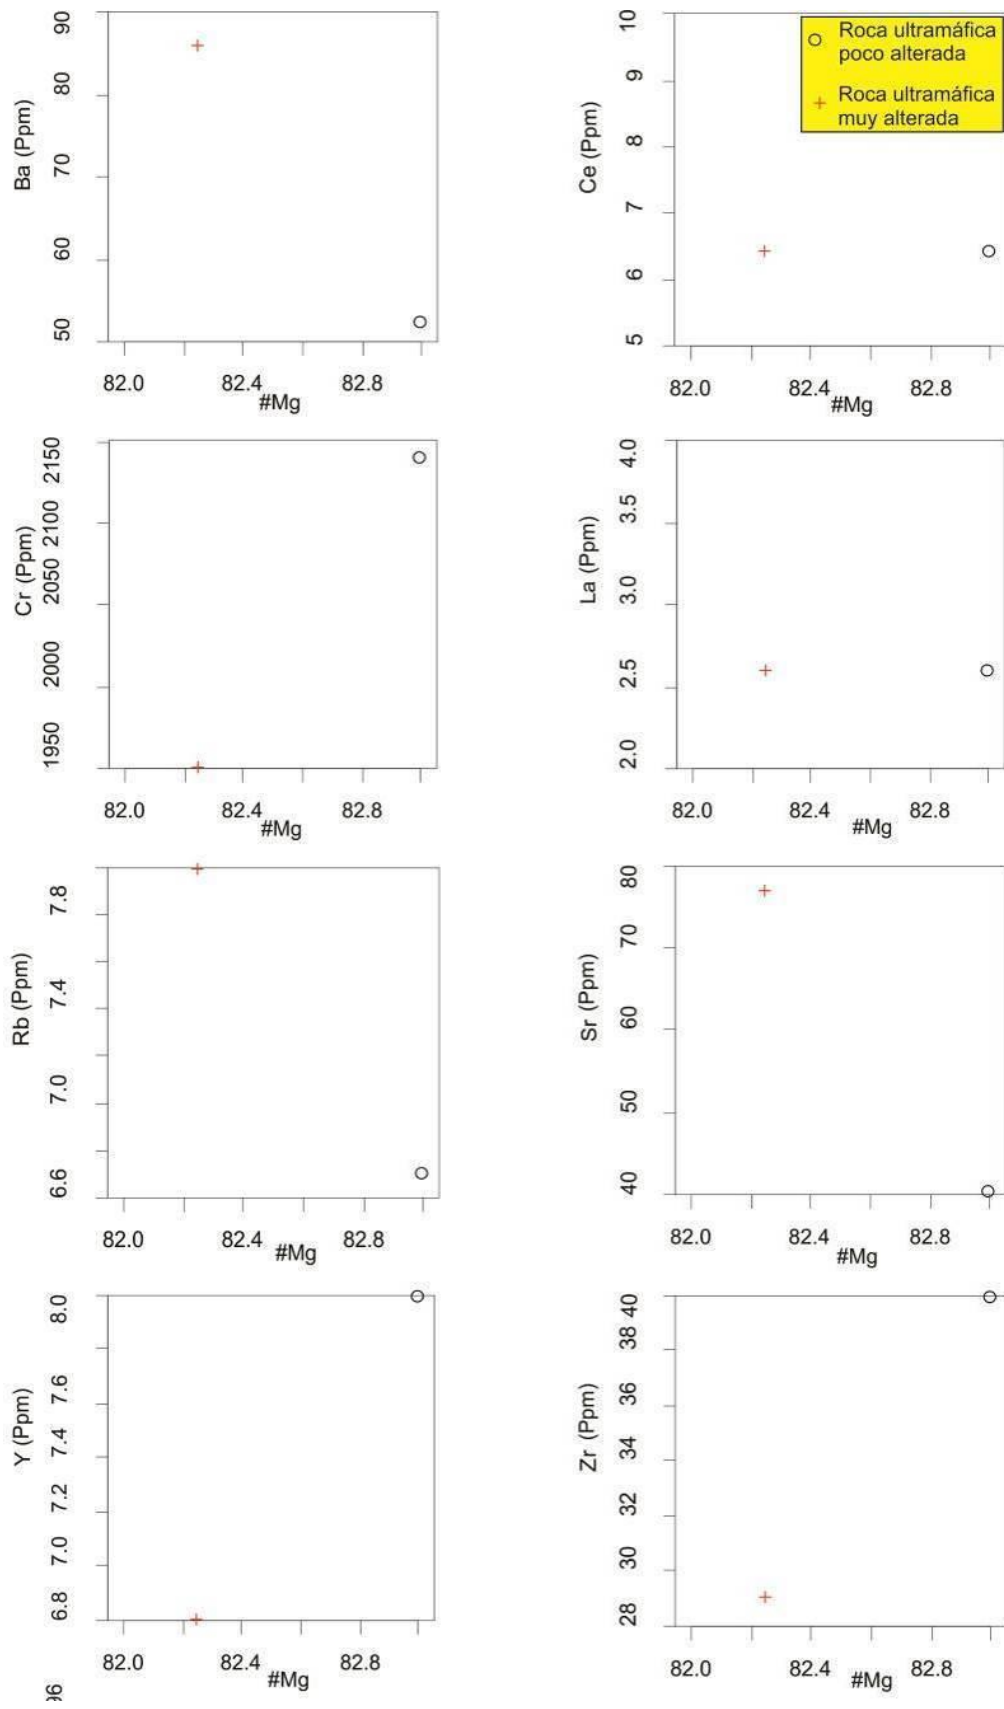 90
80
70
60
50
Ba (Ppm)
82.0 82.4 82.8
#Mg
10
9
8
7
6
5
Ce (Ppm)
Roca ultramáfica
poco alterada
Roca ultramáfica
muy alterada
82.0 82.4 82.8
#Mg
2150
2100
2050
2000
1950
Cr (Ppm)
82.0 82.4 82.8
#Mg
4.0
3.5
3.0
2.5
2.0
La (Ppm)
82.0 82.4 82.8
#Mg
7.8
7.4
7.0
6.6
Rb (Ppm)
82.0 82.4 82.8
#Mg
80
70
60
50
40
Sr (Ppm)
82.0 82.4 82.8
#Mg
8.0
7.6
7.4
7.2
7.0
6.8
Y (Ppm)
82.0 82.4 82.8
#Mg
40
38
36
34
32
30
28
Zr (Ppm)
82.0 82.4 82.8
#Mg